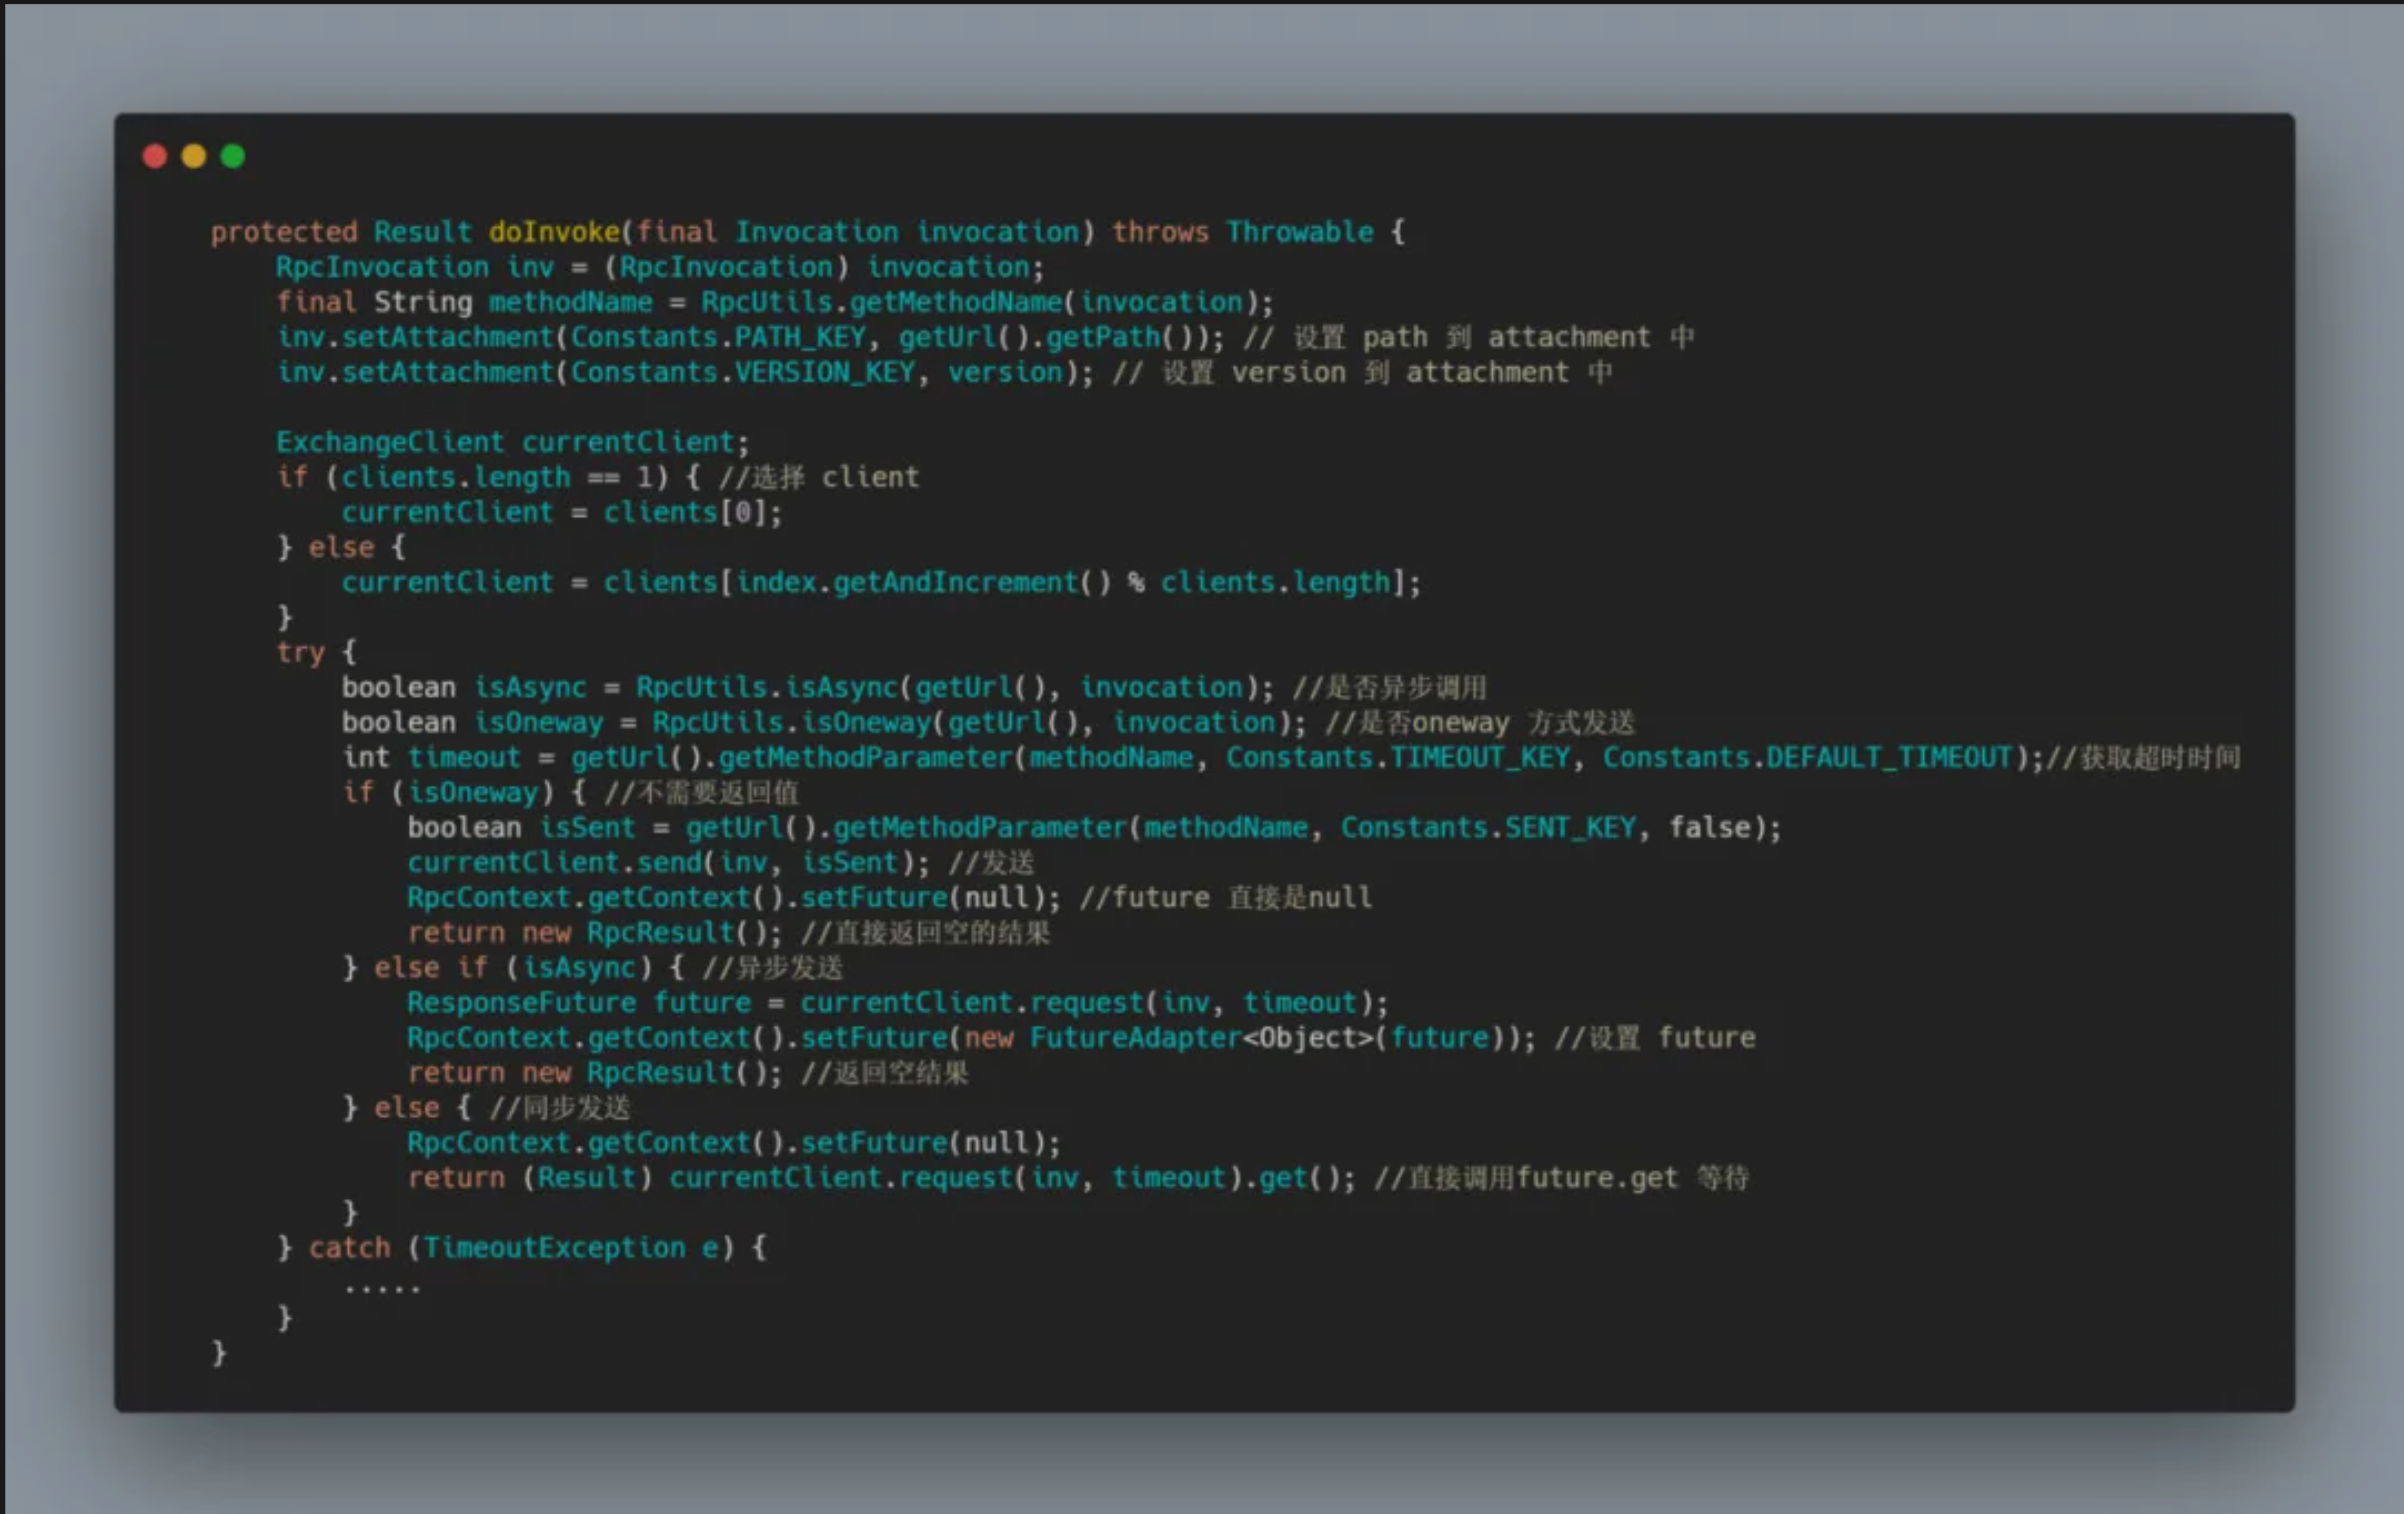 protected Result doInvoke(final Invocation invocation) throws Throwable {
RpcInvocation inv = (RpcInvocation) invocation;
final String methodName = RpcUtils.getMethodName(invocation);
inv.setAttachment(Constants.PATH_KEY, getUrl().getPath()); // 设置 path 到 attachment 中
inv.setAttachment(Constants.VERSION_KEY, version); // 设置 version 到 attachment 中
ExchangeClient currentClient;
if (clients.length == 1) { //选择 client
currentClient = clients[0];
} else {
currentClient = clients[index.getAndIncrement() % clients.length];
}
try {
boolean isAsync = RpcUtils.isAsync(getUrl(), invocation); //是否异步调用
boolean isOneway = RpcUtils.isOneway(getUrl(), invocation); //是否oneway 方式发送
int timeout = getUrl().getMethodParameter(methodName, Constants.TIMEOUT_KEY, Constants.DEFAULT_TIMEOUT);//获取超时时间
if (isOneway) { //不需要返回值
boolean isSent = getUrl().getMethodParameter(methodName, Constants.SENT_KEY, false);
currentClient.send(inv, isSent); //发送
RpcContext.getContext().setFuture(null); //future 直接是null
return new RpcResult(); //直接返回空的结果
} else if (isAsync) { //异步发送
ResponseFuture future = currentClient.request(inv, timeout);
RpcContext.getContext().setFuture(new FutureAdapter<Object>(future)); //设置 future
return new RpcResult(); //返回空结果
} else { //同步发送
RpcContext.getContext().setFuture(null);
return (Result) currentClient.request(inv, timeout).get(); //直接调用future.get 等待
}
} catch (TimeoutException e) {
.....
}
}